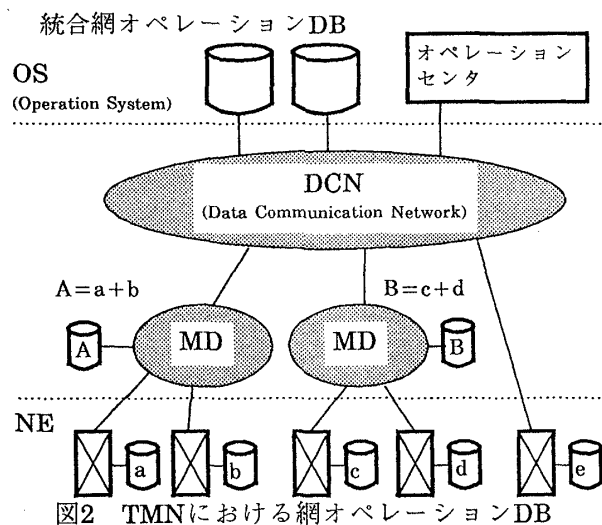 統合網オペレーションDB
オペレーション
センタ
OS
(Operation System)
DCN
(Data Communication Network)
A=a+b
B=c+d
A
MD
MD
B
NE
a
b
c
d
e
図2 TMNにおける網オペレーションDB